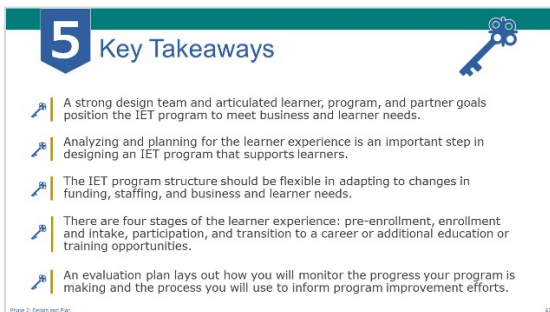 5 Key Takeaways
A strong design team and articulated learner, program, and partner goals
position the IET program to meet business and learner needs.
Analyzing and planning for the learner experience is an important step in
designing an IET program that supports learners.
The IET program structure should be flexible in adapting to changes in
funding, staffing, and business and learner needs.
There are four stages of the learner experience: pre-enrollment, enrollment
and intake, participation, and transition to a career or additional education or
training opportunities.
An evaluation plan lays out how you will monitor the progress your program is
making and the process you will use to inform program improvement efforts.
Phase 2: Design and Plan